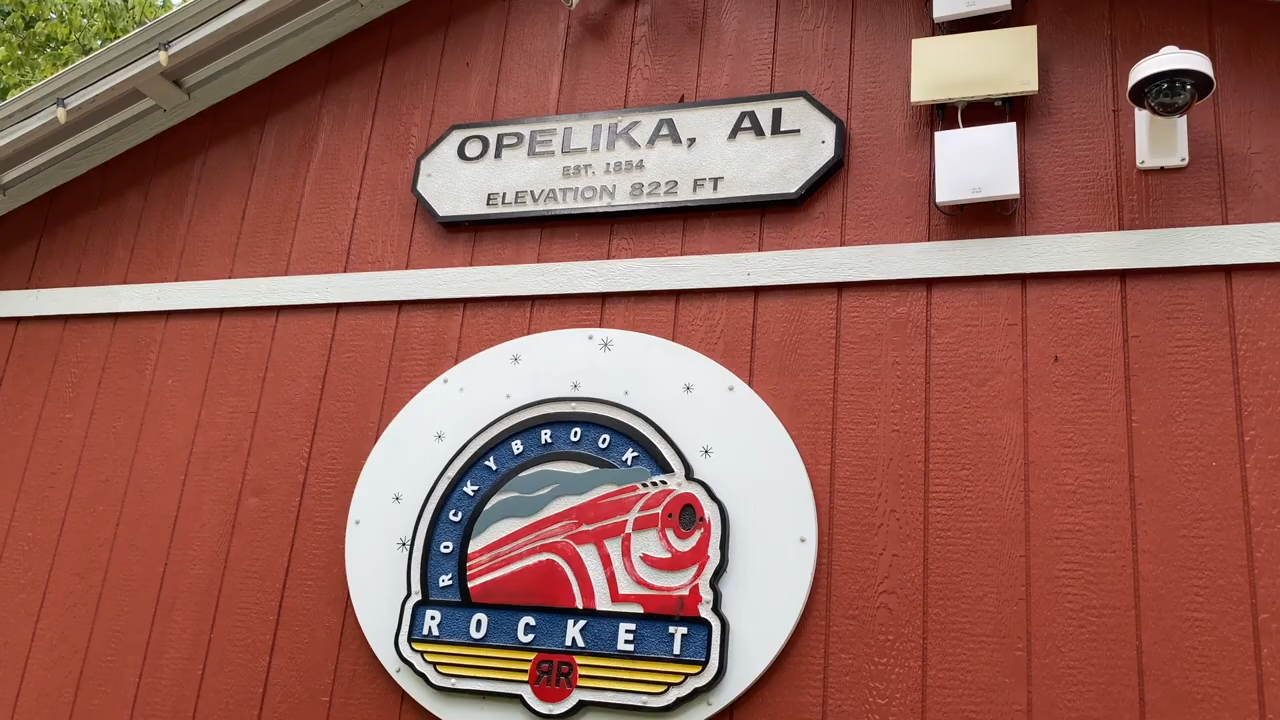 OPELIKA, AL
EST. 1854
ELEVATION 822 FT
ROCKYBROOK
ROCKET
RR